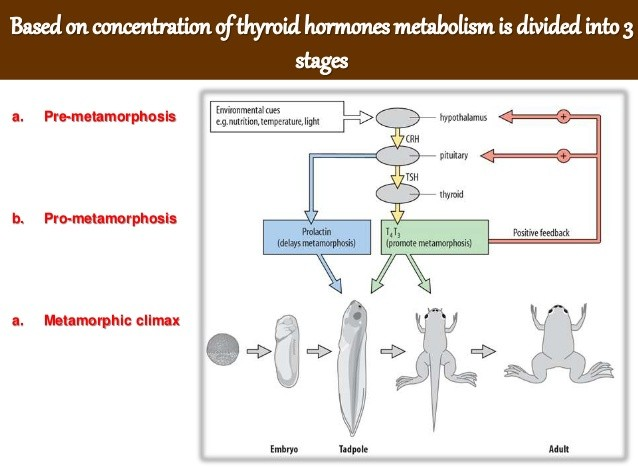 Based on concentration of thyroid hormones metabolism is divided into 3
stages
a. Pre-metamorphosis
b. Pro-metamorphosis
a. Metamorphic climax
Environmental cues
e.g. nutrition, temperature, light
hypothalamus
+
CRH
pituitary
+
TSH
thyroid
Prolactin
(delays metamorphosis)
T4T3
(promote metamorphosis)
Positive feedback
Embryo
Tadpole
Adult